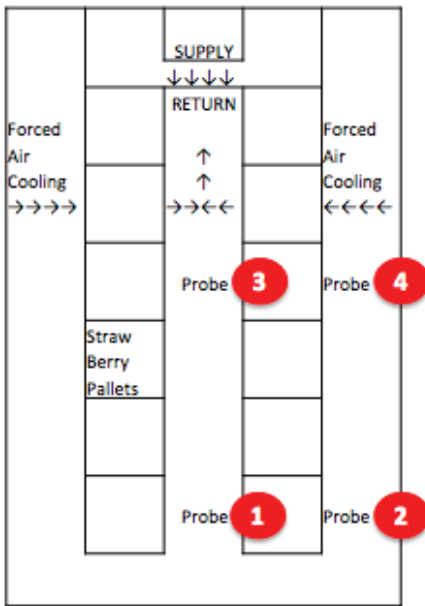 SUPPLY
↓↓↓↓
RETURN
Forced
Air
Cooling
→→→→
↑
↑
→→←←
Forced
Air
Cooling
←←←←
Probe 3
Probe 4
Straw
Berry
Pallets
Probe 1
Probe 2